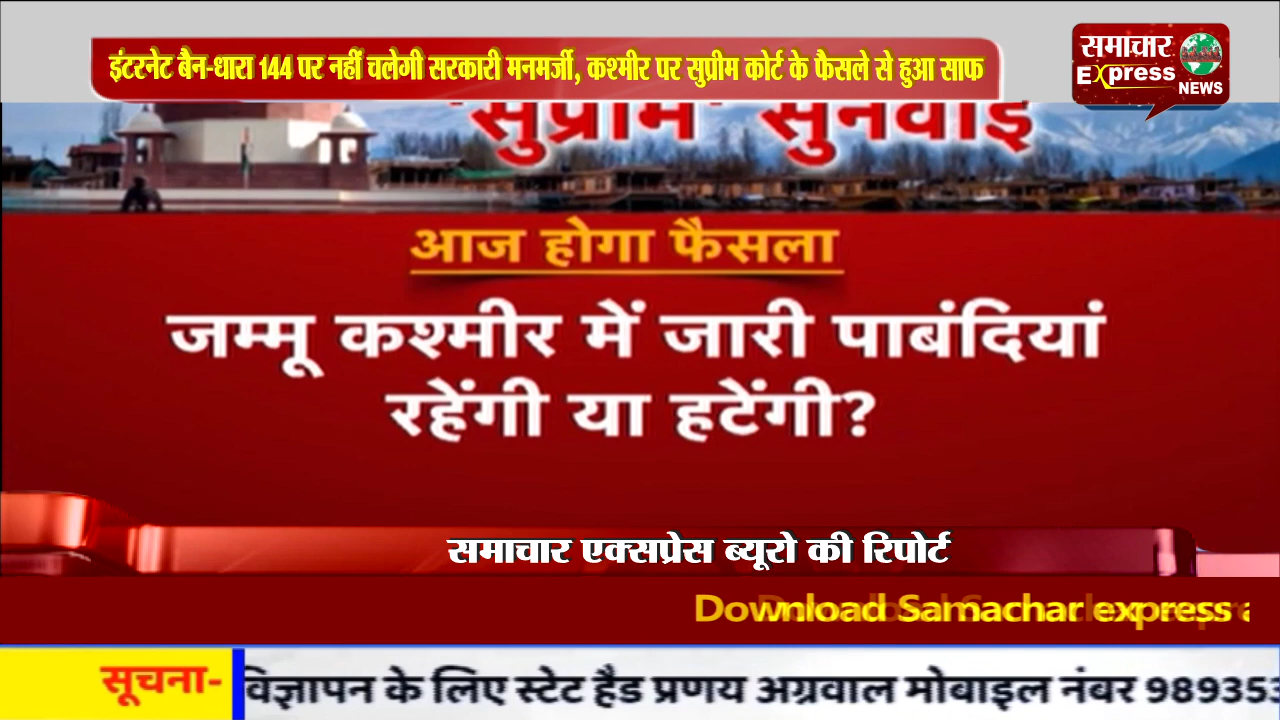 इंटरनेट बैन-धारा 144 पर नहीं चलेगी सरकारी मनमर्जी, कश्मीर पर सुप्रीम कोर्ट के फैसले से हुआ साफ
समाचार
Express
NEWS
'सुप्रीम' सुनवाई
आज होगा फैसला
जम्मू कश्मीर में जारी पाबंदियां
रहेंगी या हटेंगी?
समाचार एक्सप्रेस ब्यूरो की रिपोर्ट
Download Samachar express
सूचना- विज्ञापन के लिए स्टेट हैड प्रणय अग्रवाल मोबाइल नंबर 989353